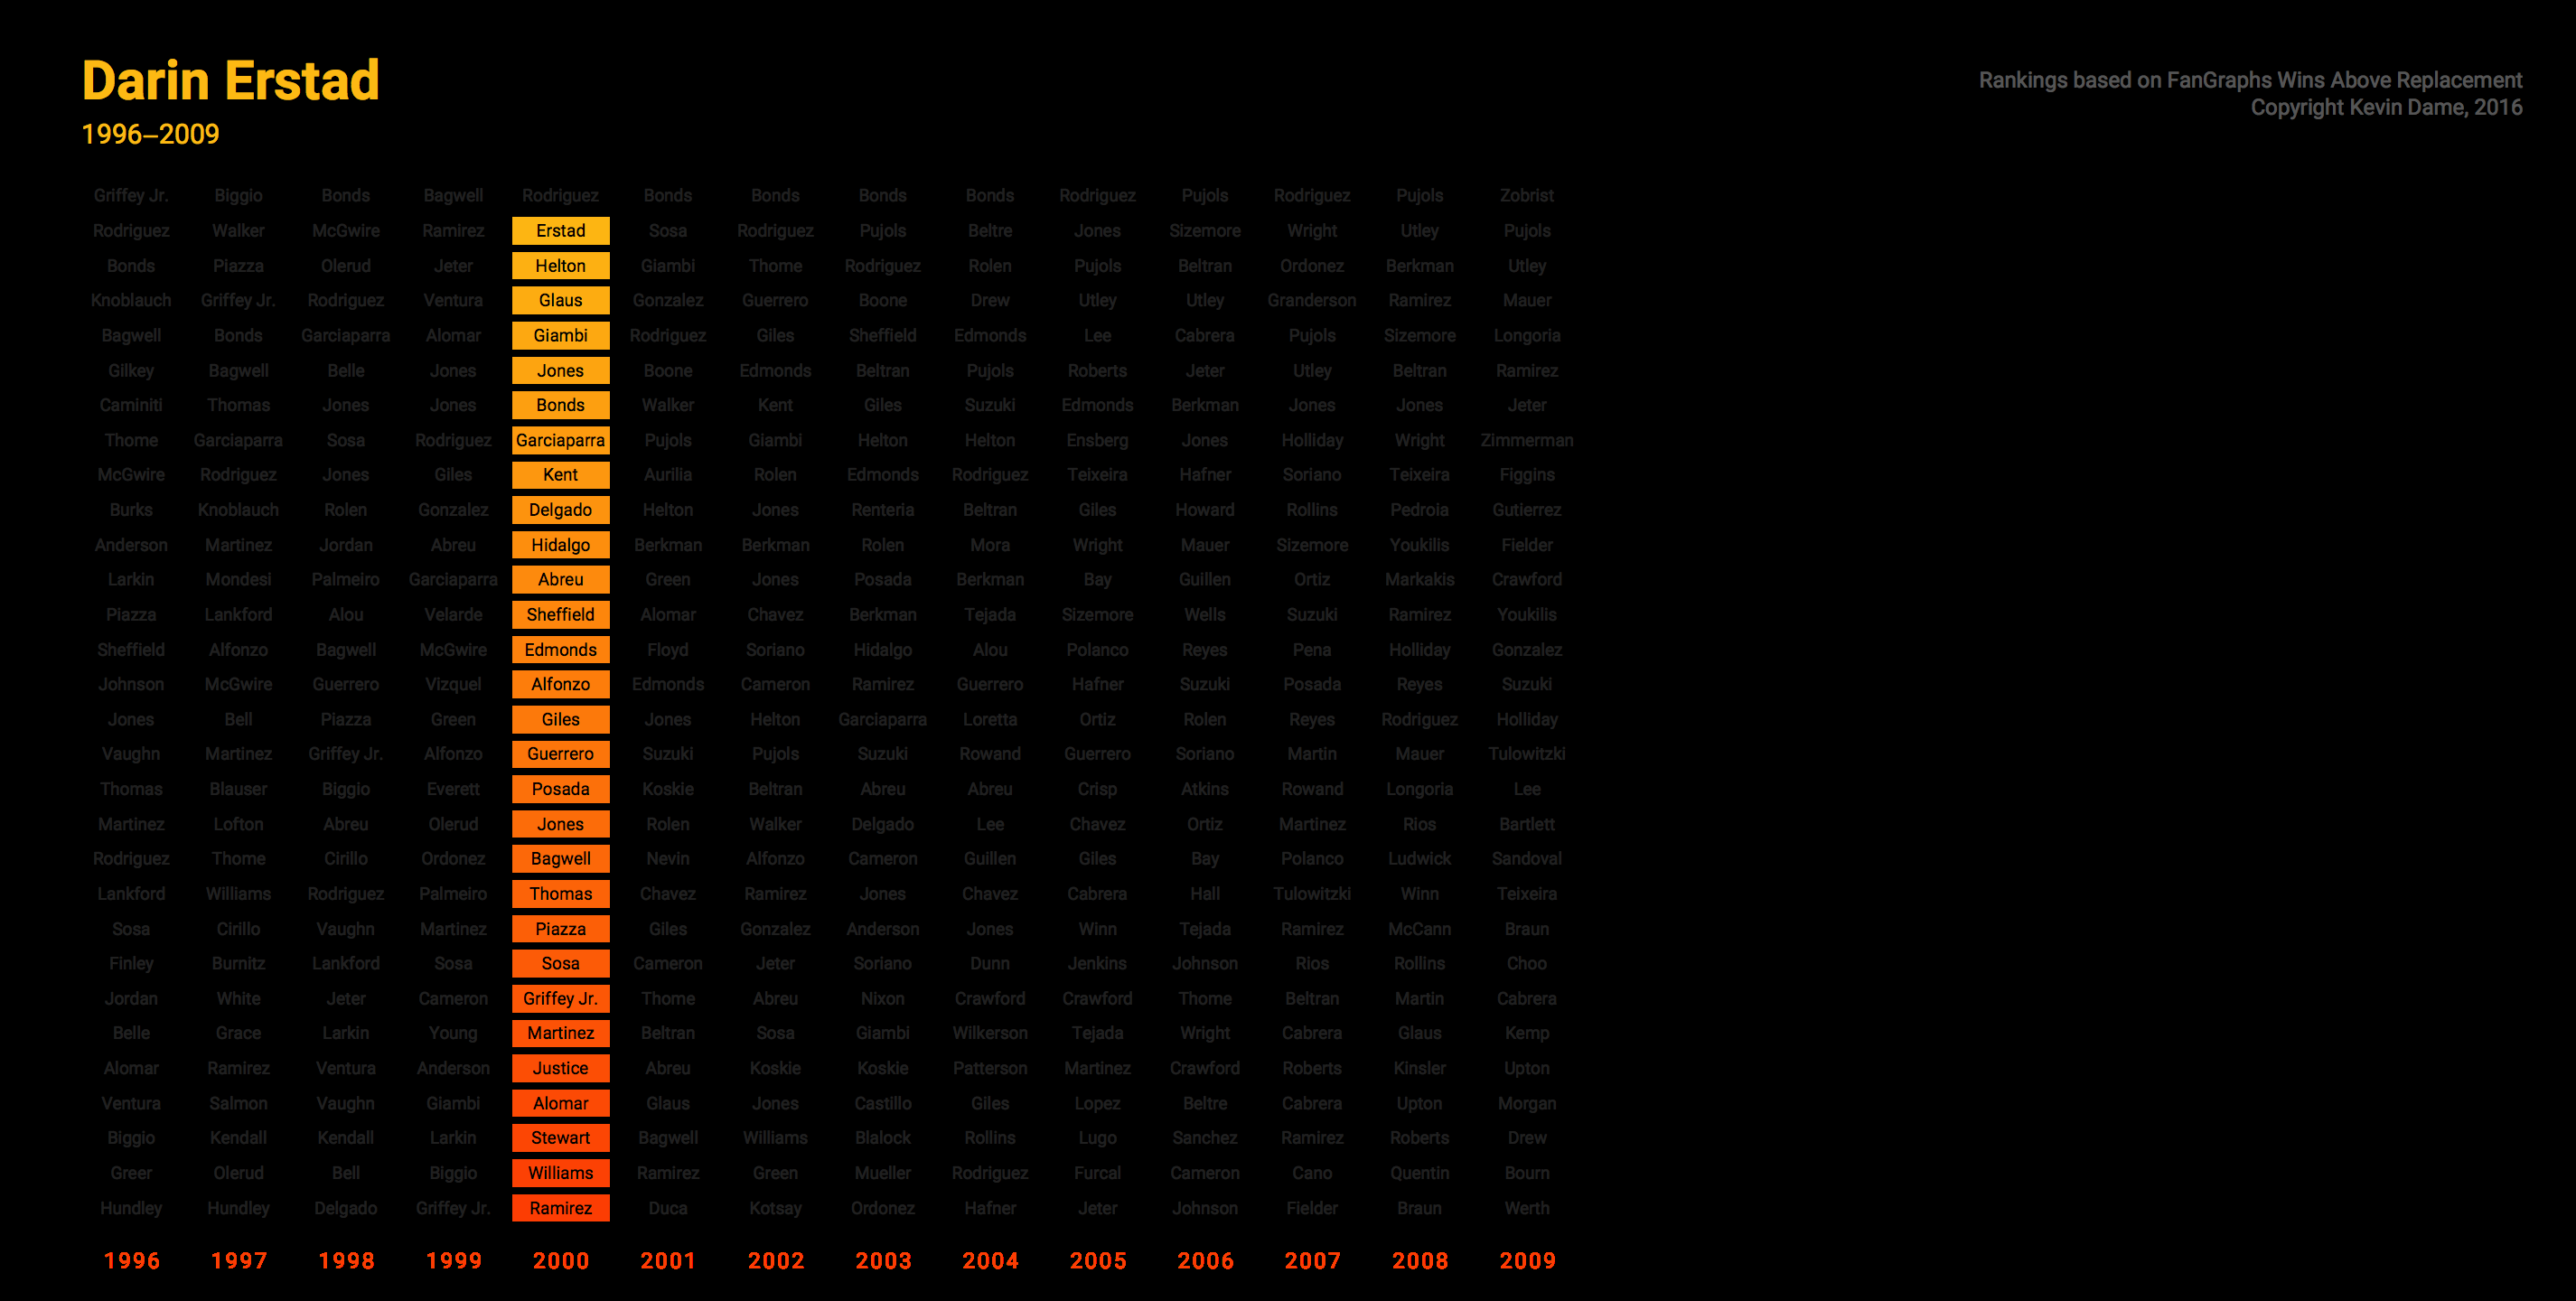 Darin Erstad
1996–2009
Rankings based on FanGraphs Wins Above Replacement
Copyright Kevin Dame, 2016
Griffey Jr. Biggio Bonds Bagwell Rodriguez Bonds Bonds Bonds Bonds Rodriguez Pujols Rodriguez Pujols Zobrist
Rodriguez Walker McGwire Ramirez Erstad Sosa Rodriguez Pujols Beltre Jones Sizemore Wright Utley Pujols
Bonds Piazza Olerud Jeter Helton Giambi Thome Rodriguez Rolen Pujols Beltran Ordonez Berkman Utley
Knoblauch Griffey Jr. Rodriguez Ventura Glaus Gonzalez Guerrero Boone Drew Utley Utley Granderson Ramirez Mauer
Bagwell Bonds Garciaparra Alomar Giambi Rodriguez Giles Sheffield Edmonds Lee Cabrera Pujols Sizemore Longoria
Gilkey Bagwell Belle Jones Jones Boone Edmonds Beltran Pujols Roberts Jeter Utley Beltran Ramirez
Caminiti Thomas Jones Jones Bonds Walker Kent Giles Suzuki Edmonds Berkman Jones Jones Jeter
Thome Garciaparra Sosa Rodriguez Garciaparra Pujols Giambi Helton Helton Ensberg Jones Holliday Wright Zimmerman
McGwire Rodriguez Jones Giles Kent Aurilia Rolen Edmonds Rodriguez Teixeira Hafner Soriano Teixeira Figgins
Burks Knoblauch Rolen Gonzalez Delgado Helton Jones Renteria Beltran Giles Howard Rollins Pedroia Gutierrez
Anderson Martinez Jordan Abreu Hidalgo Berkman Berkman Rolen Mora Wright Mauer Sizemore Youkilis Fielder
Larkin Mondesi Palmeiro Garciaparra Abreu Green Jones Posada Berkman Bay Guillen Ortiz Markakis Crawford
Piazza Lankford Alou Velarde Sheffield Alomar Chavez Berkman Tejada Sizemore Wells Suzuki Ramirez Youkilis
Sheffield Alfonzo Bagwell McGwire Edmonds Floyd Soriano Hidalgo Alou Polanco Reyes Pena Holliday Gonzalez
Johnson McGwire Guerrero Vizquel Alfonzo Edmonds Cameron Ramirez Guerrero Hafner Suzuki Posada Reyes Suzuki
Jones Bell Piazza Green Giles Jones Helton Garciaparra Loretta Ortiz Rolen Reyes Rodriguez Holliday
Vaughn Martinez Griffey Jr. Alfonzo Guerrero Suzuki Pujols Suzuki Rowand Guerrero Soriano Martin Mauer Tulowitzki
Thomas Blauser Biggio Everett Posada Koskie Beltran Abreu Abreu Crisp Atkins Rowand Longoria Lee
Martinez Lofton Abreu Olerud Jones Rolen Walker Delgado Lee Chavez Ortiz Martinez Rios Bartlett
Rodriguez Thome Cirillo Ordonez Bagwell Nevin Alfonzo Cameron Guillen Giles Bay Polanco Ludwick Sandoval
Lankford Williams Rodriguez Palmeiro Thomas Chavez Ramirez Jones Chavez Cabrera Hall Tulowitzki Winn Teixeira
Sosa Cirillo Vaughn Martinez Piazza Giles Gonzalez Anderson Jones Winn Tejada Ramirez McCann Braun
Finley Burnitz Lankford Sosa Sosa Cameron Jeter Soriano Dunn Jenkins Johnson Rios Rollins Choo
Jordan White Jeter Cameron Griffey Jr. Thome Abreu Nixon Crawford Crawford Thome Beltran Martin Cabrera
Belle Grace Larkin Young Martinez Beltran Sosa Giambi Wilkerson Tejada Wright Cabrera Glaus Kemp
Alomar Ramirez Ventura Anderson Justice Abreu Koskie Koskie Patterson Martinez Crawford Roberts Kinsler Upton
Ventura Salmon Vaughn Giambi Alomar Glaus Jones Castillo Giles Lopez Beltre Cabrera Upton Morgan
Biggio Kendall Kendall Larkin Stewart Bagwell Williams Blalock Rollins Lugo Sanchez Ramirez Roberts Drew
Greer Olerud Bell Biggio Williams Ramirez Green Mueller Rodriguez Furcal Cameron Cano Quentin Bourn
Hundley Hundley Delgado Griffey Jr. Ramirez Duca Kotsay Ordonez Hafner Jeter Johnson Fielder Braun Werth
1996 1997 1998 1999 2000 2001 2002 2003 2004 2005 2006 2007 2008 2009